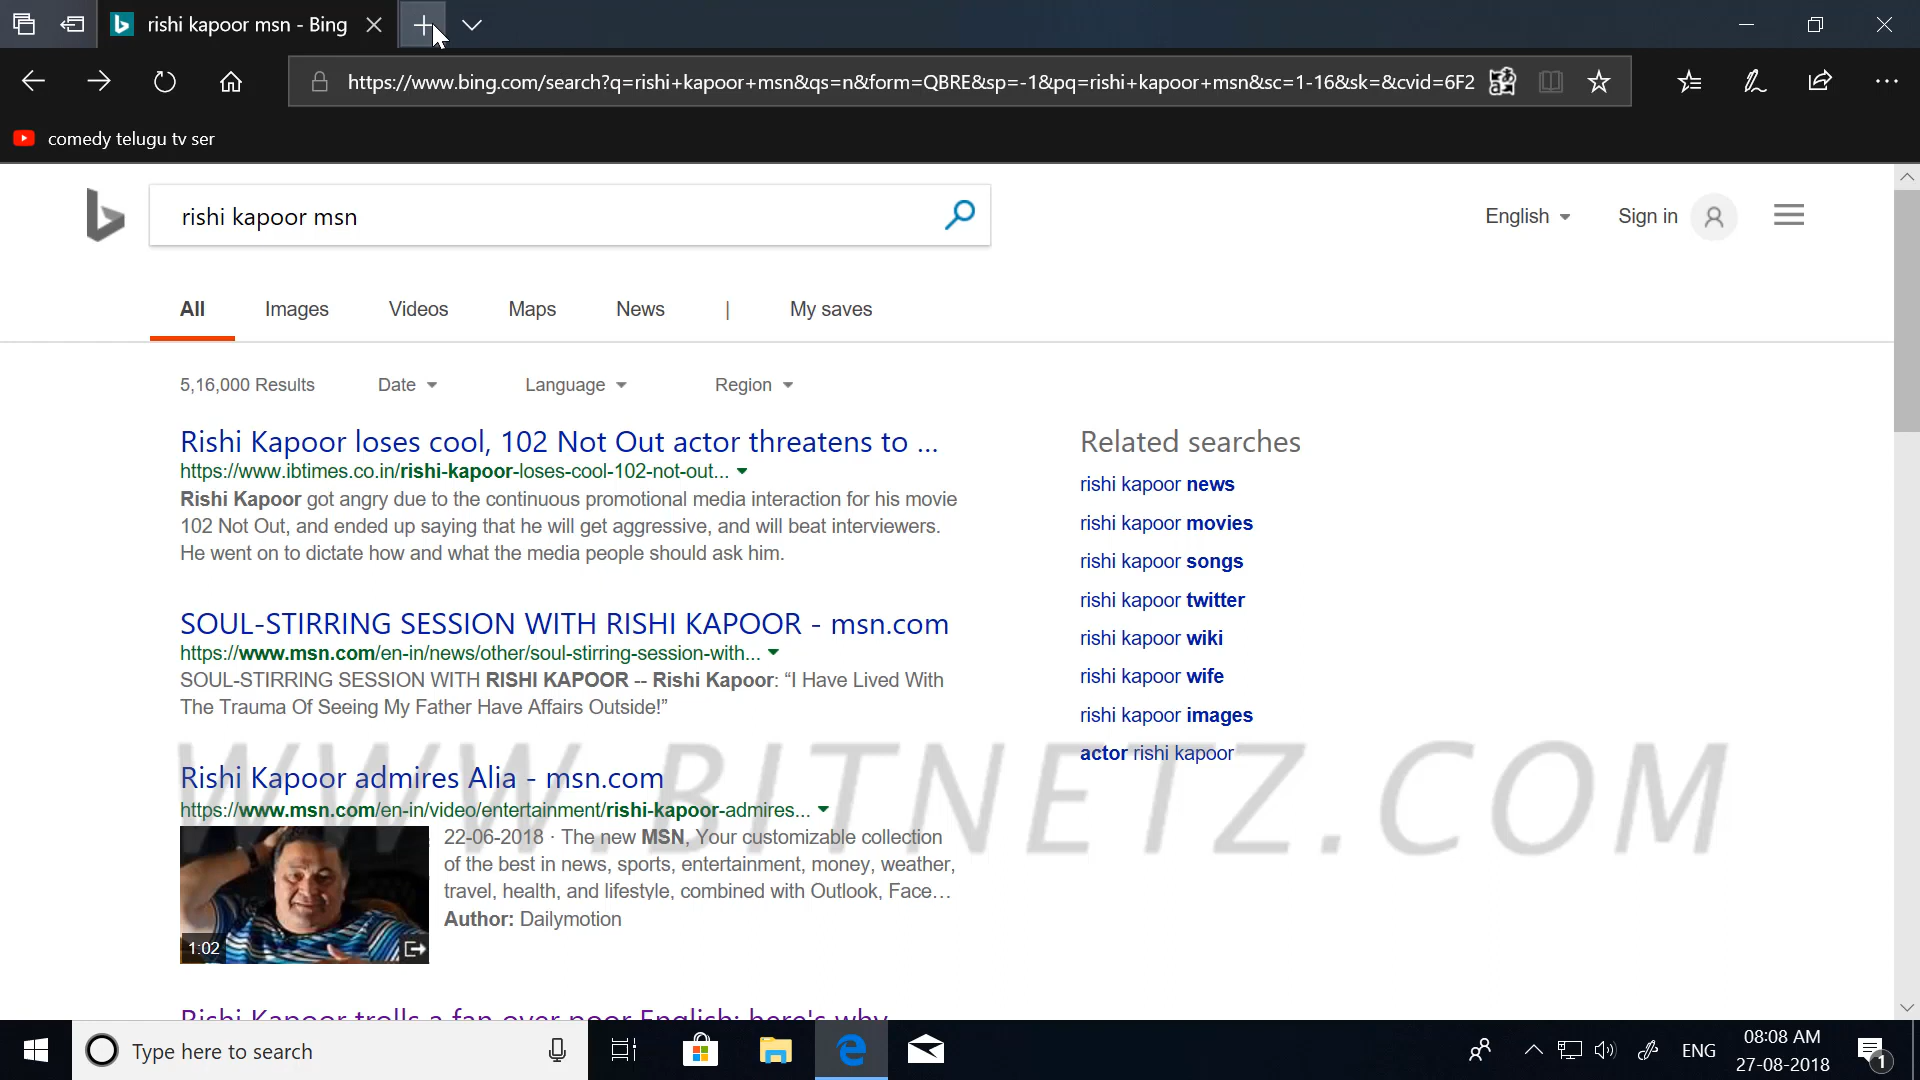 rishi kapoor msn - Bing
https://www.bing.com/search?q=rishi+kapoor+msn&qs=n&form=QBRE&sp=-1&pq=rishi+kapoor+msn&sc=1-16&sk=&cvid=6F2
comedy telugu tv ser
rishi kapoor msn
English
Sign in
All
Images
Videos
Maps
News
|
My saves
5,16,000 Results
Date
Language
Region
Rishi Kapoor loses cool, 102 Not Out actor threatens to ...
https://www.ibtimes.co.in/rishi-kapoor-loses-cool-102-not-out...
Rishi Kapoor got angry due to the continuous promotional media interaction for his movie
102 Not Out, and ended up saying that he will get aggressive, and will beat interviewers.
He went on to dictate how and what the media people should ask him.
SOUL-STIRRING SESSION WITH RISHI KAPOOR - msn.com
https://www.msn.com/en-in/news/other/soul-stirring-session-with...
SOUL-STIRRING SESSION WITH RISHI KAPOOR -- Rishi Kapoor: “I Have Lived With
The Trauma Of Seeing My Father Have Affairs Outside!”
Rishi Kapoor admires Alia - msn.com
https://www.msn.com/en-in/video/entertainment/rishi-kapoor-admires...
22-06-2018 · The new MSN, Your customizable collection
of the best in news, sports, entertainment, money, weather,
travel, health, and lifestyle, combined with Outlook, Face...
Author: Dailymotion
1:02
Rishi Kapoor trolls a fan over poor English; here's why
Related searches
rishi kapoor news
rishi kapoor movies
rishi kapoor songs
rishi kapoor twitter
rishi kapoor wiki
rishi kapoor wife
rishi kapoor images
actor rishi kapoor
WWW.BITNETZ.COM
Type here to search
ENG
08:08 AM
27-08-2018
1